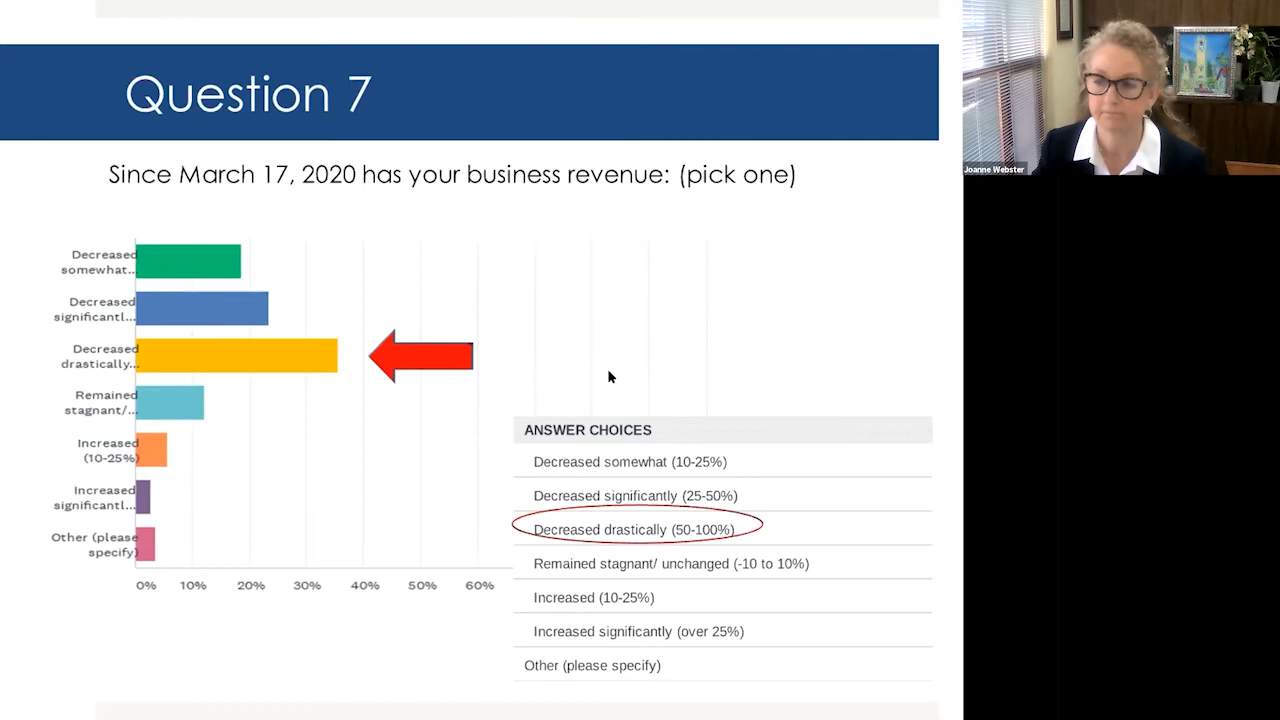 Question 7
Since March 17, 2020 has your business revenue: (pick one)
Decreased
somewhat...
Decreased
significantl...
Decreased
drastically...
Remained
stagnant/...
Increased
(10-25%)
Increased
significantl...
Other (please
specify)
0% 10% 20% 30% 40% 50% 60%
ANSWER CHOICES
Decreased somewhat (10-25%)
Decreased significantly (25-50%)
Decreased drastically (50-100%)
Remained stagnant/ unchanged (-10 to 10%)
Increased (10-25%)
Increased significantly (over 25%)
Other (please specify)
Joanne Webster